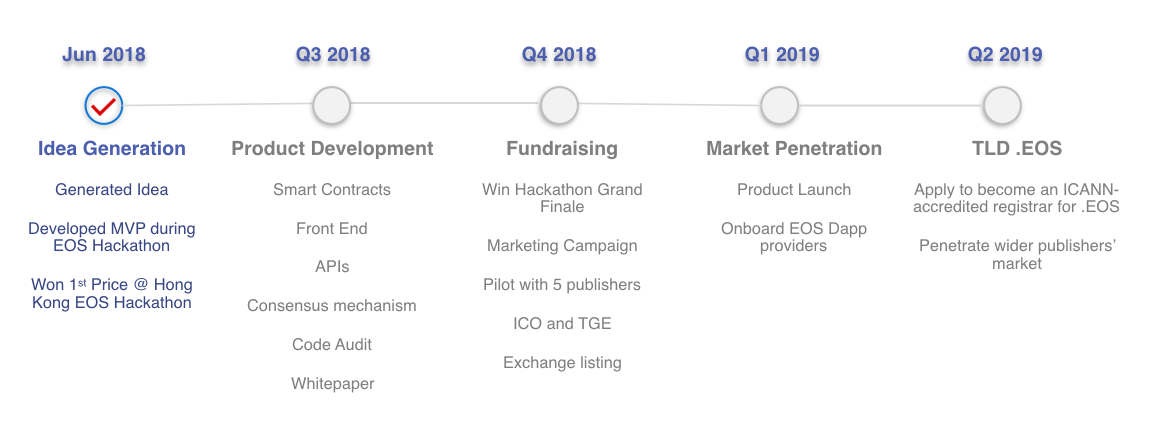 Jun 2018
Q3 2018
Q4 2018
Q1 2019
Q2 2019
Idea Generation
Product Development
Fundraising
Market Penetration
TLD .EOS
Generated Idea
Developed MVP during
EOS Hackathon
Won 1st Price @ Hong
Kong EOS Hackathon
Smart Contracts
Front End
APIs
Consensus mechanism
Code Audit
Whitepaper
Win Hackathon Grand
Finale
Marketing Campaign
Pilot with 5 publishers
ICO and TGE
Exchange listing
Product Launch
Onboard EOS Dapp
providers
Apply to become an ICANN-
accredited registrar for .EOS
Penetrate wider publishers’
market